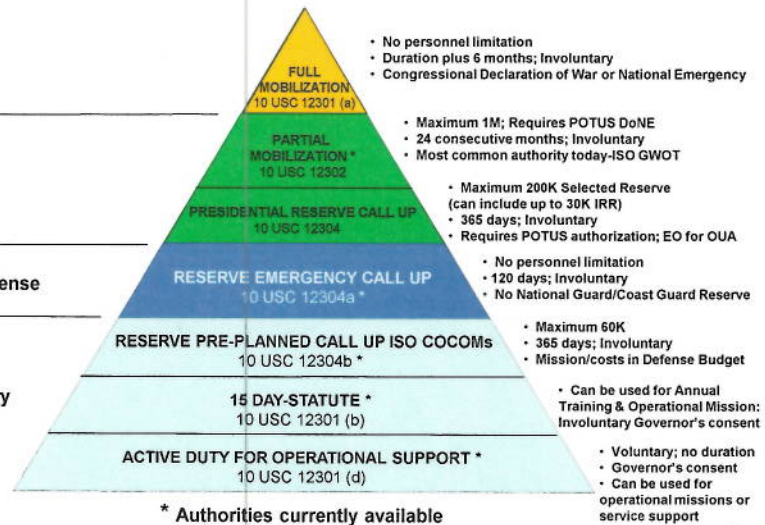 FULL
MOBILIZATION
10 USC 12301 (a)
• No personnel limitation
• Duration plus 6 months; Involuntary
• Congressional Declaration of War or National Emergency
PARTIAL
MOBILIZATION *
10 USC 12302
• Maximum 1M; Requires POTUS DoNE
• 24 consecutive months; Involuntary
• Most common authority today-ISO GWOT
PRESIDENTIAL RESERVE CALL UP
10 USC 12304
• Maximum 200K Selected Reserve
(can include up to 30K IRR)
• 365 days; Involuntary
• Requires POTUS authorization; EO for OUA
ense
RESERVE EMERGENCY CALL UP
10 USC 12304a *
• No personnel limitation
• 120 days; Involuntary
• No National Guard/Coast Guard Reserve
RESERVE PRE-PLANNED CALL UP ISO COCOMs
10 USC 12304b *
• Maximum 60K
• 365 days; Involuntary
• Mission/costs in Defense Budget
y
15 DAY-STATUTE *
10 USC 12301 (b)
• Can be used for Annual
Training & Operational Mission:
Involuntary Governor's consent
ACTIVE DUTY FOR OPERATIONAL SUPPORT *
10 USC 12301 (d)
• Voluntary; no duration
• Governor's consent
• Can be used for
operational missions or
service support
* Authorities currently available